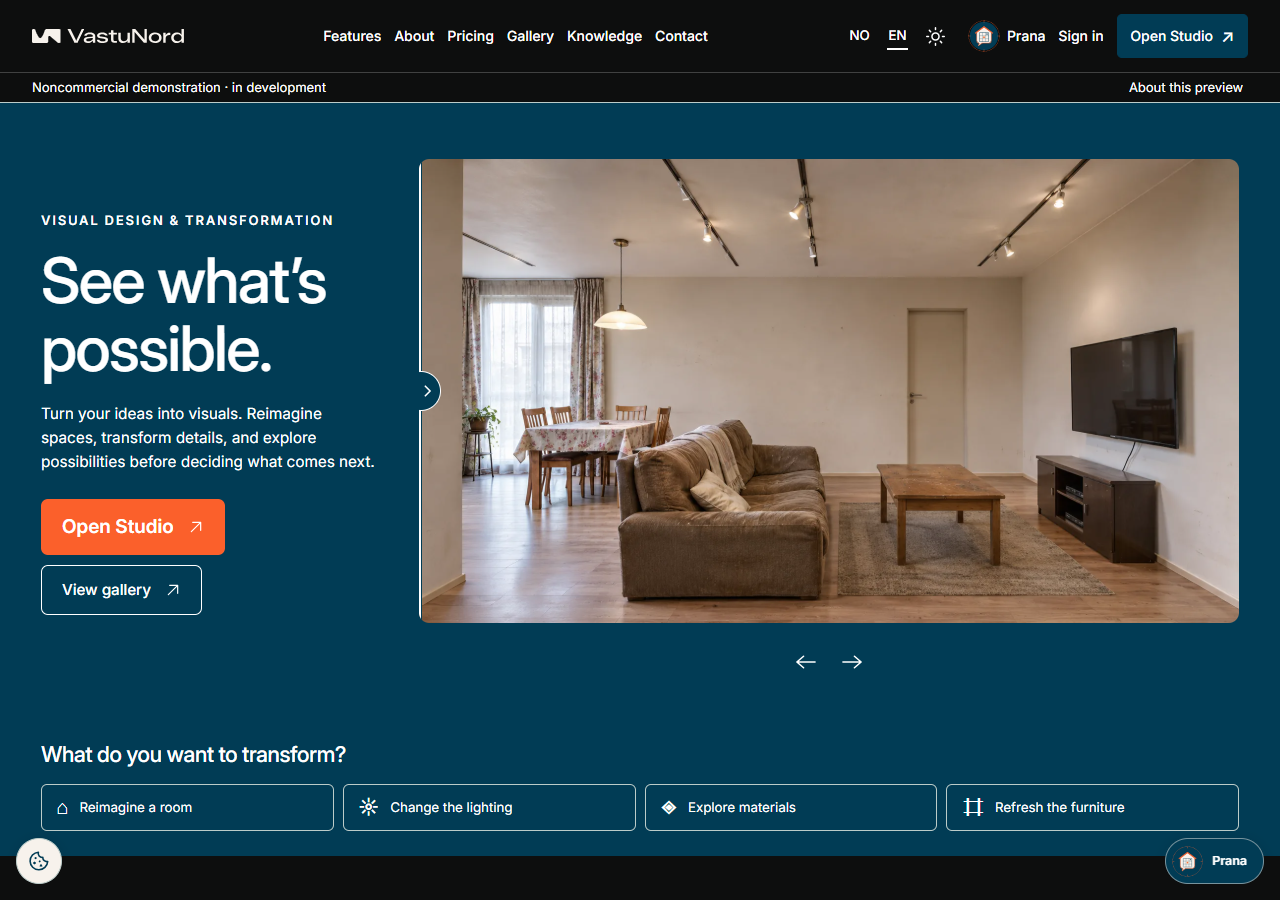 VastuNord
Features About Pricing Gallery Knowledge Contact
NO EN
Prana Sign in Open Studio
Noncommercial demonstration · in development
About this preview
VISUAL DESIGN & TRANSFORMATION
See what’s
possible.
Turn your ideas into visuals. Reimagine
spaces, transform details, and explore
possibilities before deciding what comes next.
Open Studio
View gallery
What do you want to transform?
Reimagine a room
Change the lighting
Explore materials
Refresh the furniture
Prana